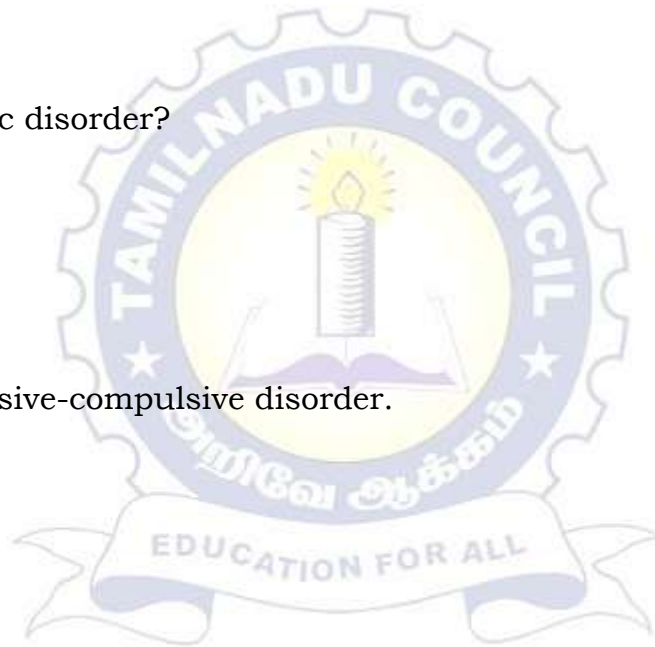 c disorder?
TAMILNADU COUNCIL
sive-compulsive disorder.
அறிவே ஆக்கம்
EDUCATION FOR ALL